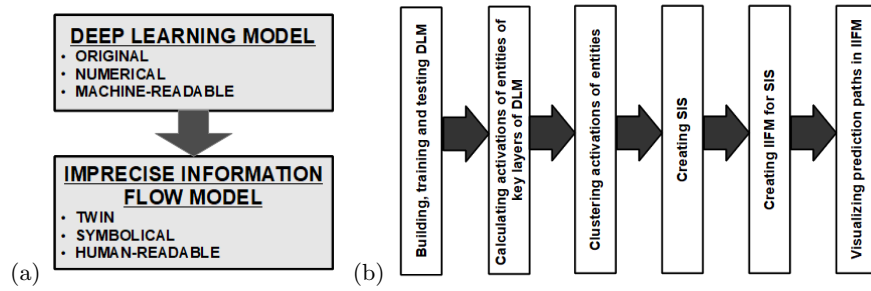 DEEP LEARNING MODEL
• ORIGINAL
• NUMERICAL
• MACHINE-READABLE
IMPRECISE INFORMATION
FLOW MODEL
• TWIN
• SYMBOLICAL
• HUMAN-READABLE
(a)
(b)
Building, training and testing DLM
Calculating activations of entities of
key layers of DLM
Clustering activations of entities
Creating SIS
Creating IIFM for SIS
Visualizing prediction paths in IIFM